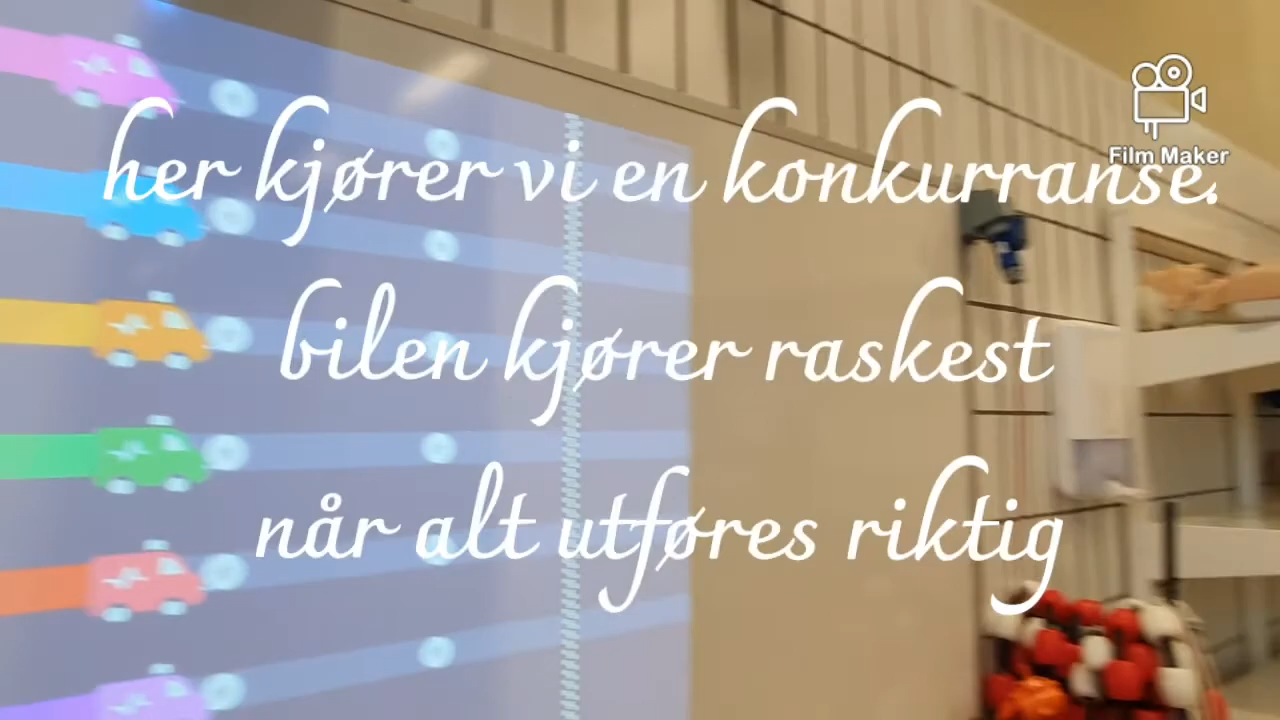 Film Maker
her kjører vi en konkurranse.
bilen kjører raskest
når alt utføres riktig